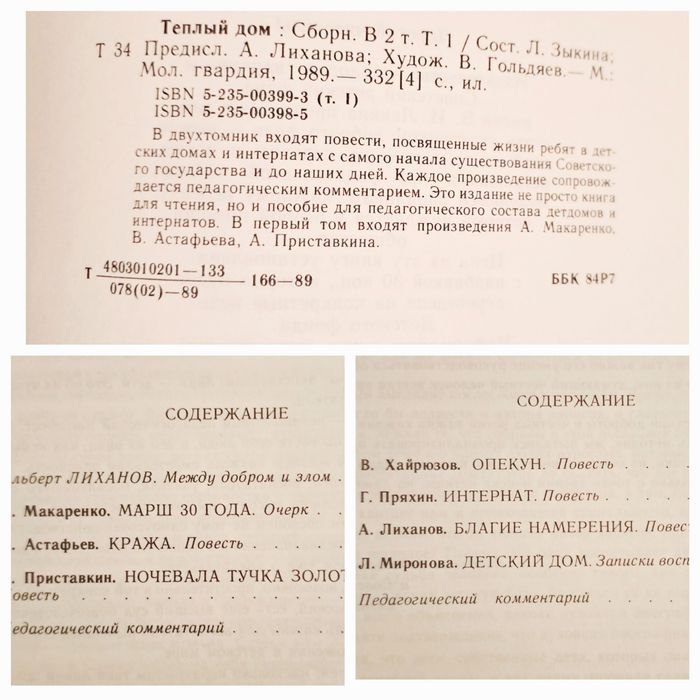 Теплый дом : Сборн. В 2 т. Т. 1 / Сост. Л. Зыкина;
Т 34 Предисл. А. Лиханова; Худож. В. Гольдяев.— М.:
Мол. гвардия, 1989.— 332 [4] с., ил.
ISBN 5-235-00399-3 (т. I)
ISBN 5-235-00398-5
В двухтомник входят повести, посвященные жизни ребят в дет-
ских домах и интернатах с самого начала существования Советско-
го государства и до наших дней. Каждое произведение сопровож-
дается педагогическим комментарием. Это издание не просто книга
для чтения, но и пособие для педагогического состава детдомов и
интернатов. В первый том входят произведения А. Макаренко,
В. Астафьева, А. Приставкина.
Т 4803010201—133 / 078(02)—89 166—89 ББК 84Р7
СОДЕРЖАНИЕ
льберт ЛИХАНОВ. Между добром и злом .
. Макаренко. МАРШ 30 ГОДА. Очерк . .
. Астафьев. КРАЖА. Повесть . . . . .
. Приставкин. НОЧЕВАЛА ТУЧКА ЗОЛОТ
овесть . . . . . . . . . . . .
едагогический комментарий . . . . .
СОДЕРЖАНИЕ
В. Хайрюзов. ОПЕКУН. Повесть . . . .
Г. Пряхин. ИНТЕРНАТ. Повесть . . . .
А. Лиханов. БЛАГИЕ НАМЕРЕНИЯ. Повес
Л. Миронова. ДЕТСКИЙ ДОМ. Записки восп
Педагогический комментарий . . . .